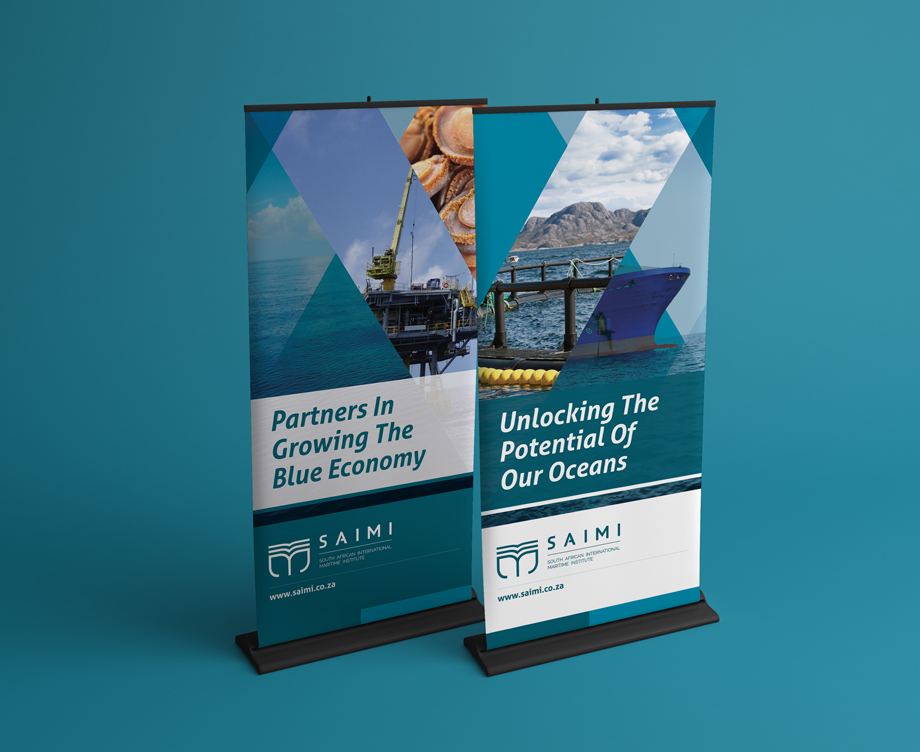 Partners In
Growing The
Blue Economy
SAIMI
SOUTH AFRICAN INTERNATIONAL
MARITIME INSTITUTE
www.saimi.co.za
Unlocking The
Potential Of
Our Oceans
SAIMI
SOUTH AFRICAN INTERNATIONAL
MARITIME INSTITUTE
www.saimi.co.za